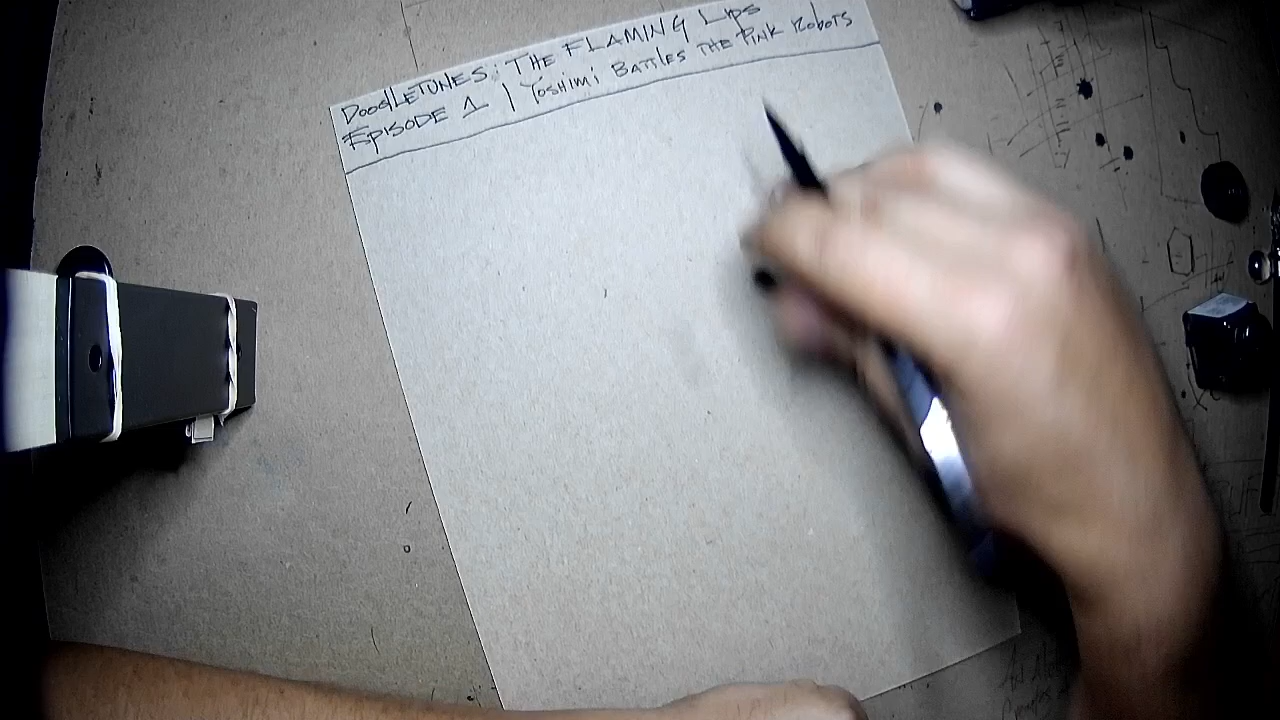 DOODLETUNES: THE FLAMING LIPS
EPISODE 1 | YOSHIMI BATTLES THE PINK ROBOTS